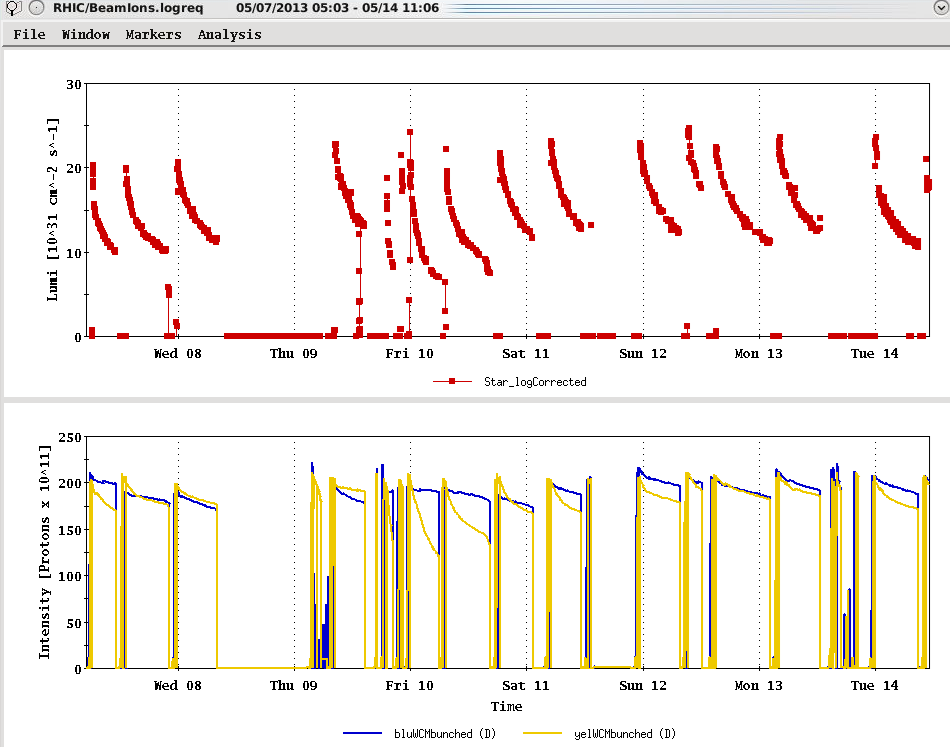 RHIC/BeamIons.logreq 05/07/2013 05:03 - 05/14 11:06
File Window Markers Analysis
30
20
10
0
Lumi [10^31 cm^-2 s^-1]
Wed 08 Thu 09 Fri 10 Sat 11 Sun 12 Mon 13 Tue 14
Star_logCorrected
250
200
150
100
50
0
Intensity [Protons x 10^11]
Wed 08 Thu 09 Fri 10 Sat 11 Sun 12 Mon 13 Tue 14
Time
bluWCMbunched (D) yelWCMbunched (D)